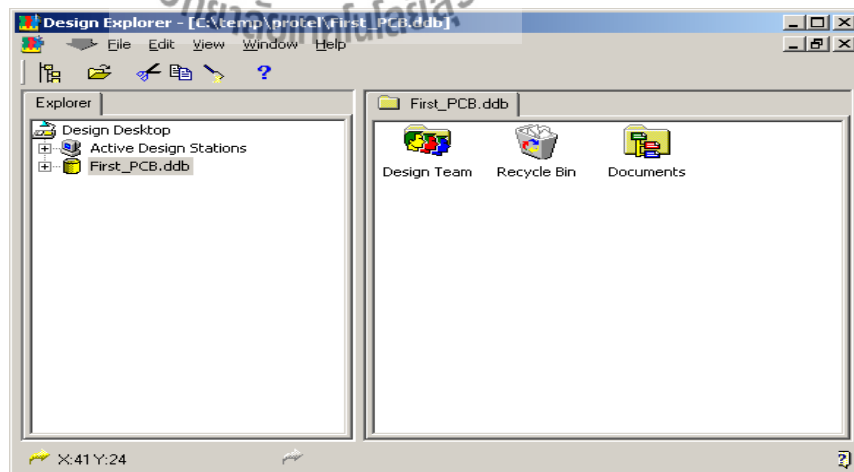 Design Explorer - [C:\temp\protel\First_PCB.ddb]
File Edit View Window Help
Explorer
First_PCB.ddb
Design Desktop
Active Design Stations
First_PCB.ddb
Design Team Recycle Bin Documents
X:41 Y:24